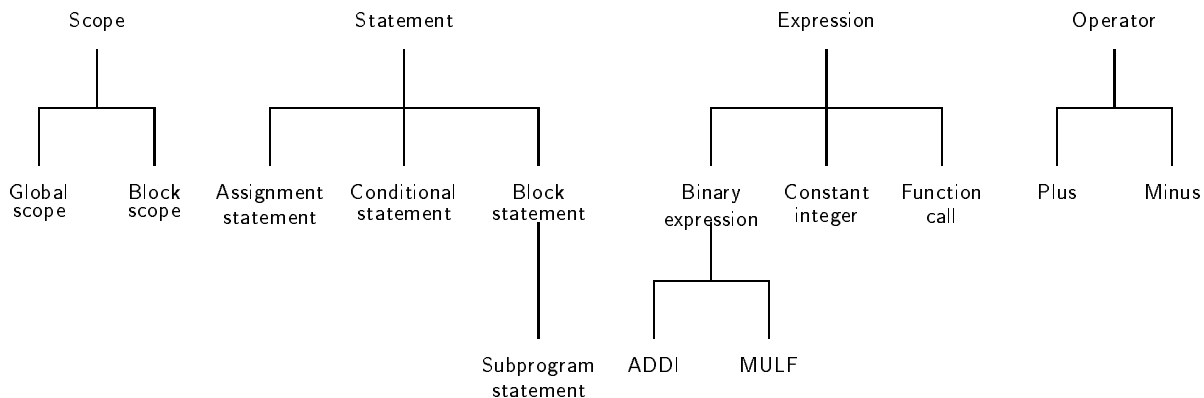 Scope
Statement
Expression
Operator
Global
scope
Block
scope
Assignment
statement
Conditional
statement
Block
statement
Binary
expression
Constant
integer
Function
call
Plus
Minus
Subprogram
statement
ADDI
MULF